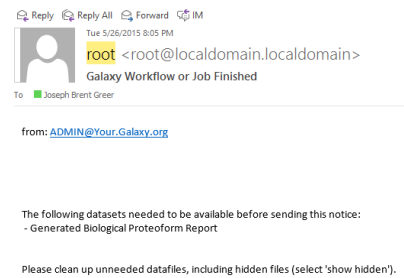 Reply Reply All Forward IM
Tue 5/26/2015 8:05 PM
root <root@localdomain.localdomain>
Galaxy Workflow or Job Finished
To Joseph Brent Greer
from: ADMIN@Your.Galaxy.org
The following datasets needed to be available before sending this notice:
- Generated Biological Proteoform Report
Please clean up unneeded datafiles, including hidden files (select 'show hidden').